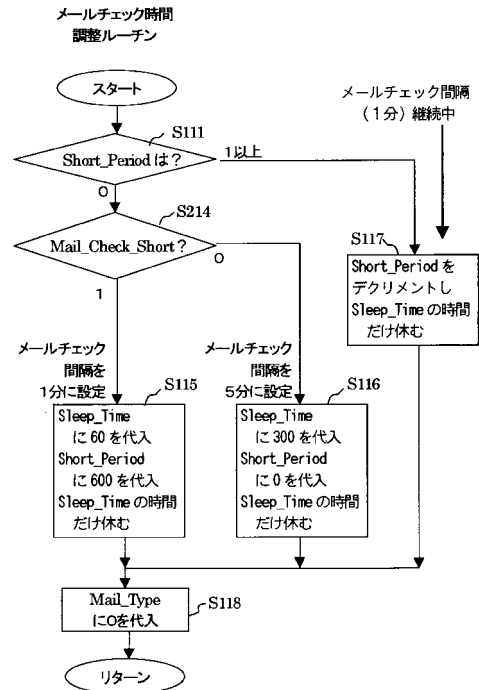 メールチェック時間
調整ルーチン
スタート
メールチェック間隔
(1分)継続中
S111
Short_Periodは?
1以上
0
S214
Mail_Check_Short?
0
1
S117
Short_Periodを
デクリメントし
Sleep_Timeの時間
だけ休む
メールチェック
間隔を
1分に設定
S115
Sleep_Time
に60を代入
Short_Period
に600を代入
Sleep_Timeの時間
だけ休む
メールチェック
間隔を
5分に設定
S116
Sleep_Time
に300を代入
Short_Period
に0を代入
Sleep_Timeの時間
だけ休む
Mail_Type
に0を代入
S118
リターン